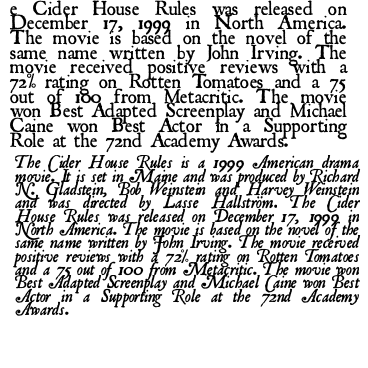 e Cider House Rules was released on
December 17, 1999 in North America.
The movie is based on the novel of the
same name written by John Irving. The
movie received positive reviews with a
72% rating on Rotten Tomatoes and a 75
out of 100 from Metacritic. The movie
won Best Adapted Screenplay and Michael
Caine won Best Actor in a Supporting
Role at the 72nd Academy Awards.
The Cider House Rules is a 1999 American drama
movie. It is set in Maine and was produced by Richard
N. Gladstein, Bob Weinstein and Harvey Weinstein
and was directed by Lasse Hallström. The Cider
House Rules was released on December 17, 1999 in
North America. The movie is based on the novel of the
same name written by John Irving. The movie received
positive reviews with a 72% rating on Rotten Tomatoes
and a 75 out of 100 from Metacritic. The movie won
Best Adapted Screenplay and Michael Caine won Best
Actor in a Supporting Role at the 72nd Academy
Awards.